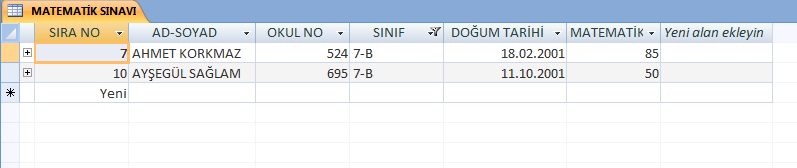 MATEMATİK SINAVI
SIRA NO AD-SOYAD OKUL NO SINIF DOĞUM TARİHİ MATEMATİK Yeni alan ekleyin
7 AHMET KORKMAZ 524 7-B 18.02.2001 85
10 AYŞEGÜL SAĞLAM 695 7-B 11.10.2001 50
Yeni